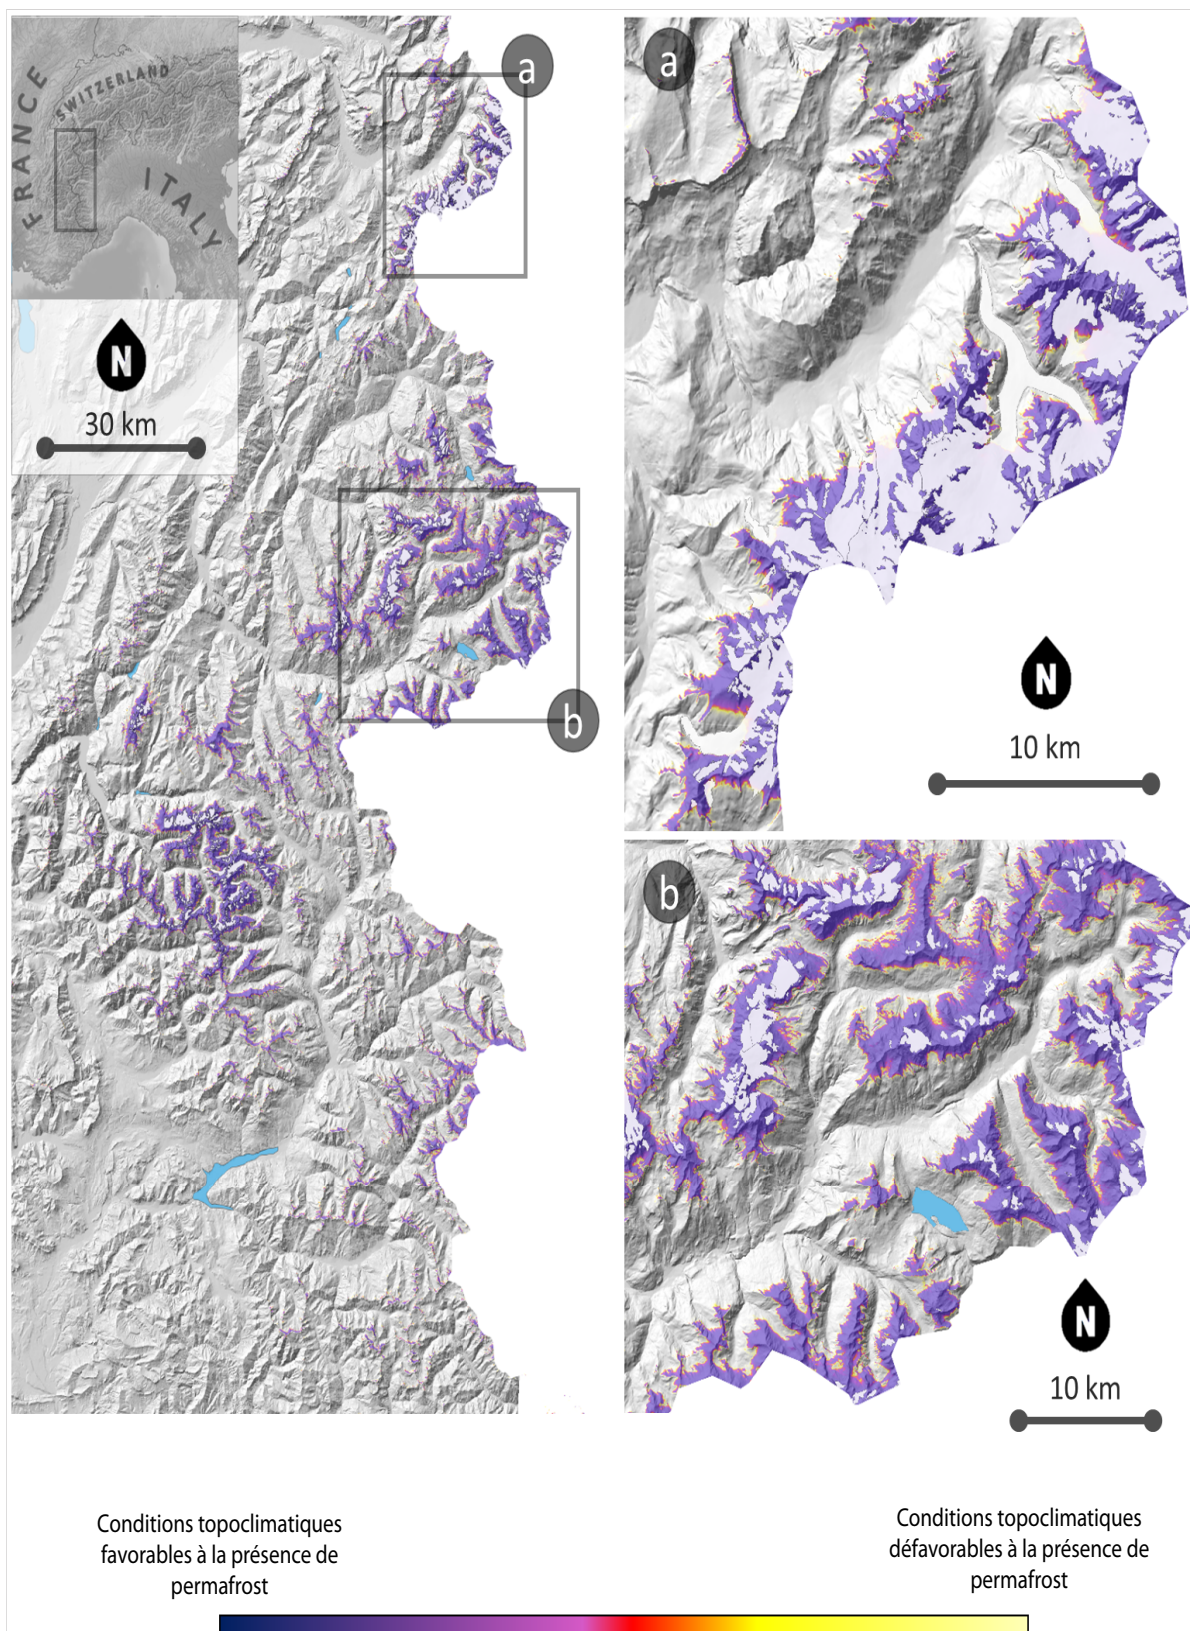 FRANCE
SWITZERLAND
ITALY
N
30 km
a
b
a
N
10 km
b
N
10 km
Conditions topoclimatiques
favorables à la présence de
permafrost
Conditions topoclimatiques
défavorables à la présence de
permafrost